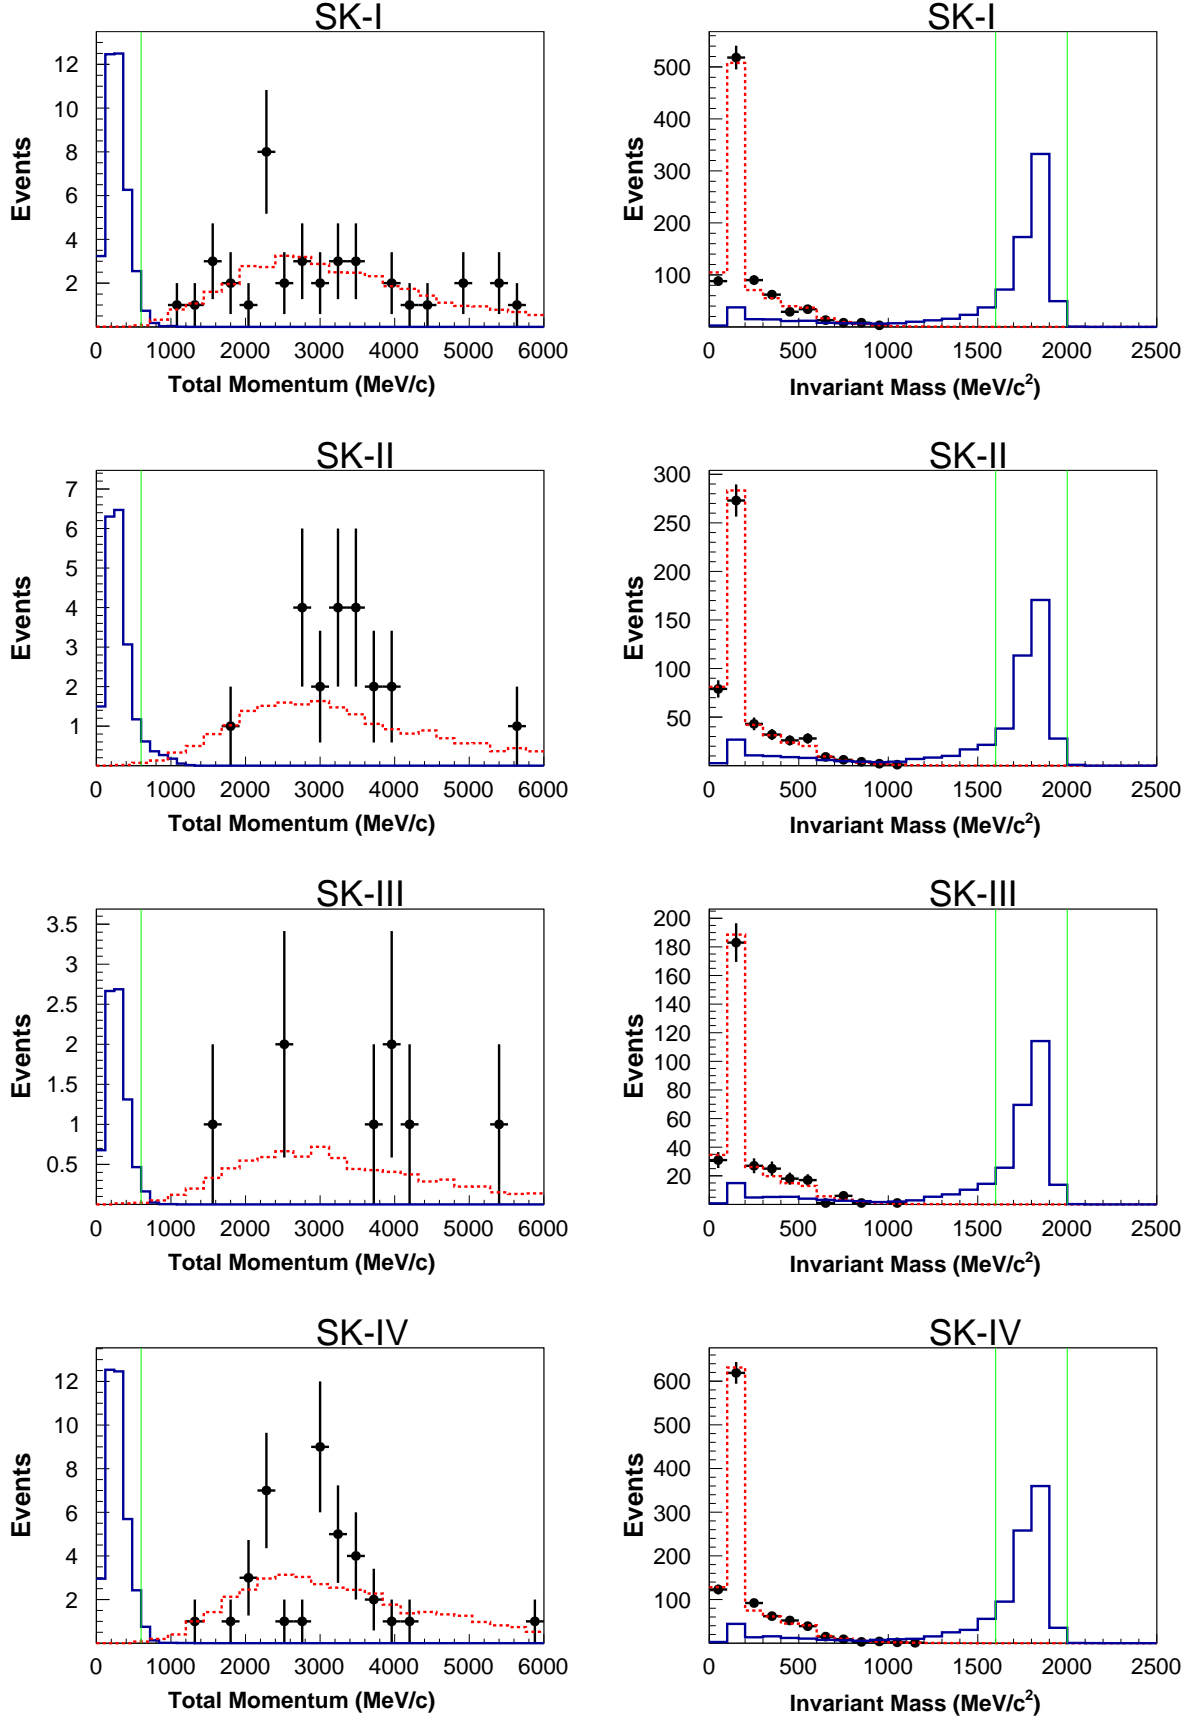 SK-I
12
10
8
6
4
2
0 1000 2000 3000 4000 5000 6000
Events
Total Momentum (MeV/c)
SK-I
500
400
300
200
100
0 500 1000 1500 2000 2500
Events
Invariant Mass (MeV/c²)
SK-II
7
6
5
4
3
2
1
0 1000 2000 3000 4000 5000 6000
Events
Total Momentum (MeV/c)
SK-II
300
250
200
150
100
50
0 500 1000 1500 2000 2500
Events
Invariant Mass (MeV/c²)
SK-III
3.5
3
2.5
2
1.5
1
0.5
0 1000 2000 3000 4000 5000 6000
Events
Total Momentum (MeV/c)
SK-III
200
180
160
140
120
100
80
60
40
20
0 500 1000 1500 2000 2500
Events
Invariant Mass (MeV/c²)
SK-IV
12
10
8
6
4
2
0 1000 2000 3000 4000 5000 6000
Events
Total Momentum (MeV/c)
SK-IV
600
500
400
300
200
100
0 500 1000 1500 2000 2500
Events
Invariant Mass (MeV/c²)